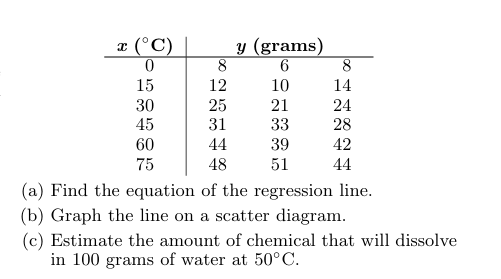 x (°C) y (grams)
0 8 6 8
15 12 10 14
30 25 21 24
45 31 33 28
60 44 39 42
75 48 51 44
(a) Find the equation of the regression line.
(b) Graph the line on a scatter diagram.
(c) Estimate the amount of chemical that will dissolve
in 100 grams of water at 50°C.